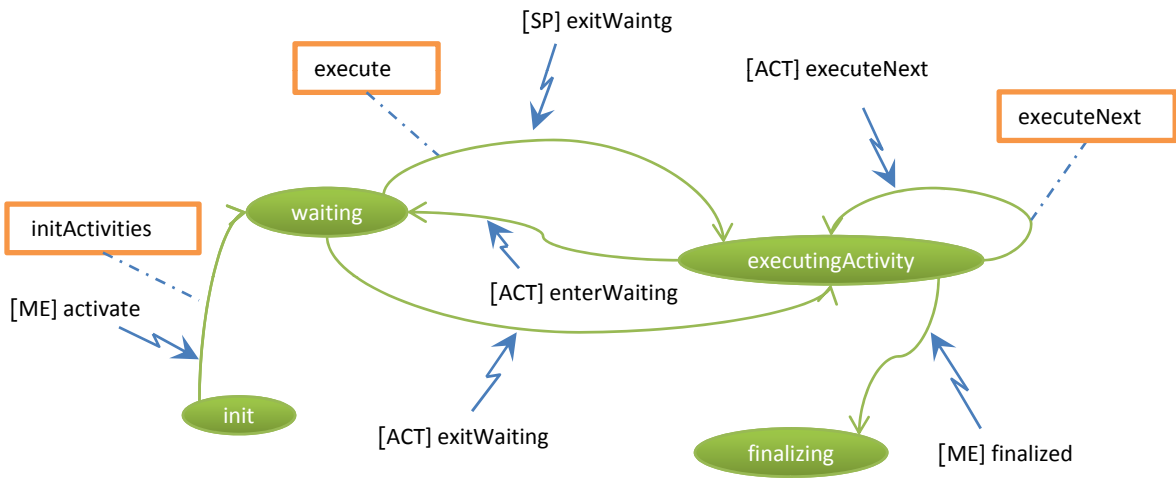 [SP] exitWaintg
execute
[ACT] executeNext
executeNext
waiting
initActivities
executingActivity
[ACT] enterWaiting
[ME] activate
init
[ACT] exitWaiting
finalizing
[ME] finalized